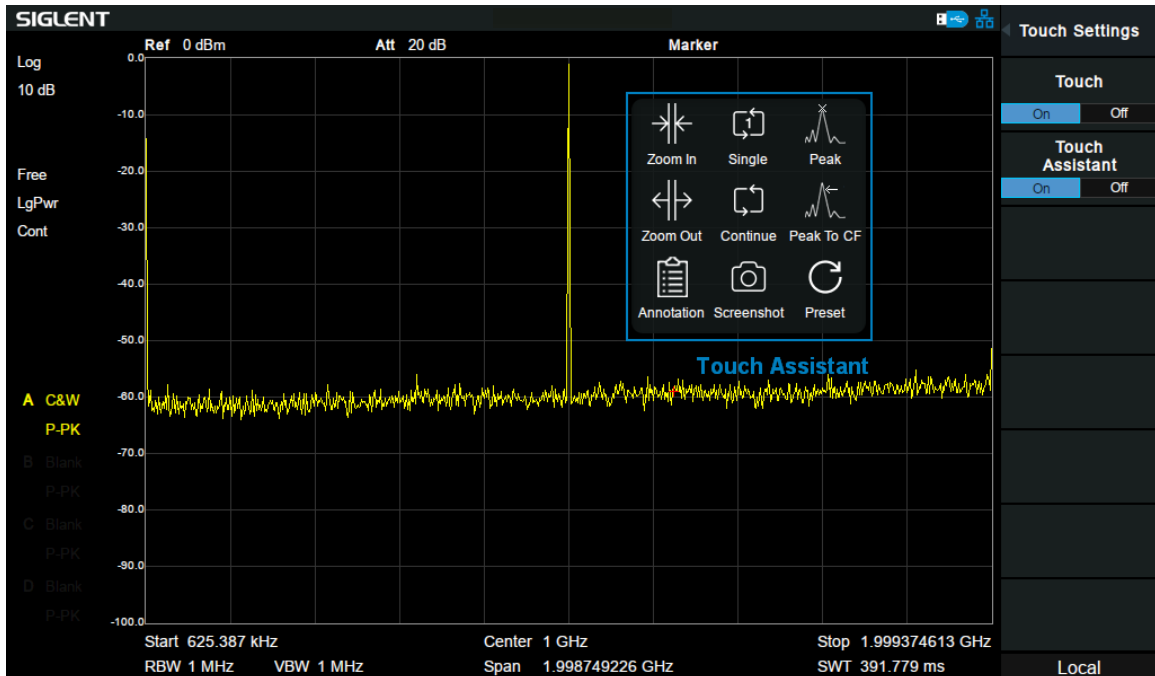 SIGLENT
Touch Settings
Ref 0 dBm Att 20 dB Marker
Log
10 dB
0.0
-10.0
-20.0
-30.0
-40.0
-50.0
-60.0
-70.0
-80.0
-90.0
-100.0
Free
LgPwr
Cont
A C&W
P-PK
B Blank
P-PK
C Blank
P-PK
D Blank
P-PK
1
Zoom In Single Peak
Zoom Out Continue Peak To CF
Annotation Screenshot Preset
Touch Assistant
Touch
On Off
Touch
Assistant
On Off
Start 625.387 kHz Center 1 GHz Stop 1.999374613 GHz
RBW 1 MHz VBW 1 MHz Span 1.998749226 GHz SWT 391.779 ms
Local